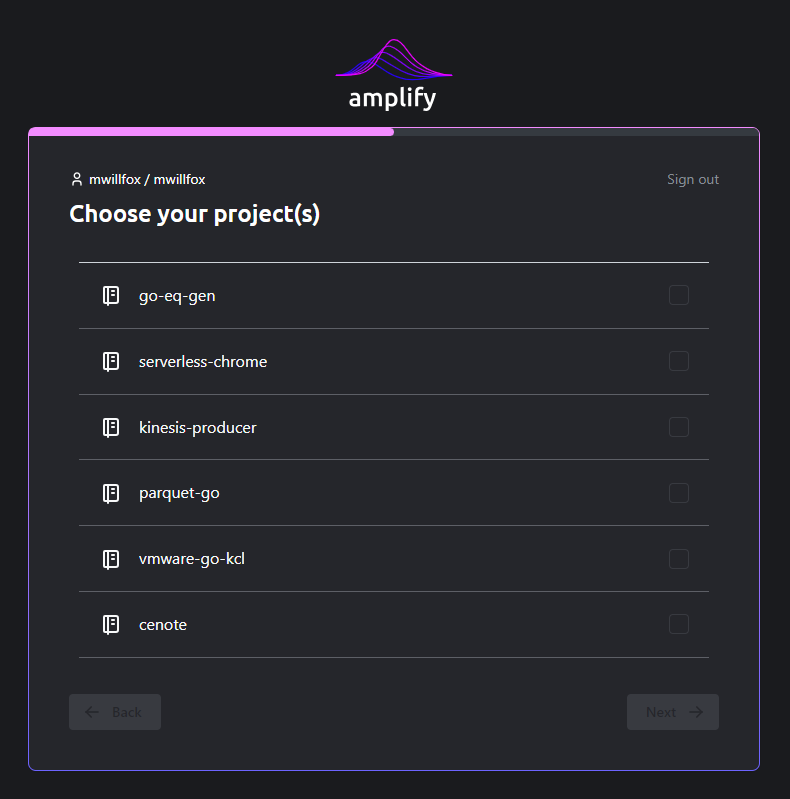 amplify
mwillfox / mwillfox
Sign out
Choose your project(s)
go-eq-gen
serverless-chrome
kinesis-producer
parquet-go
vmware-go-kcl
cenote
Back
Next